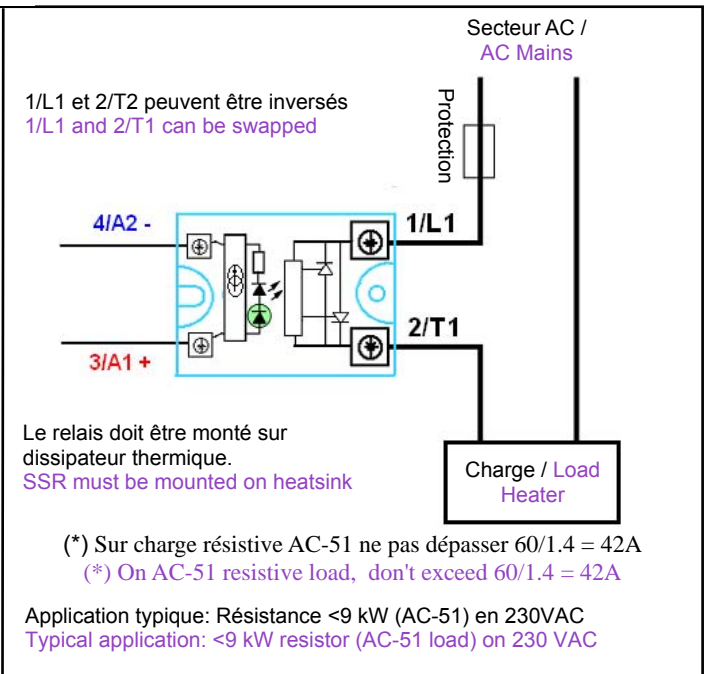 Secteur AC /
AC Mains
1/L1 et 2/T2 peuvent être inversés
1/L1 and 2/T1 can be swapped
Protection
4/A2 -
1/L1
2/T1
3/A1 +
Le relais doit être monté sur
dissipateur thermique.
SSR must be mounted on heatsink
Charge / Load
Heater
(*) Sur charge résistive AC-51 ne pas dépasser 60/1.4 = 42A
(*) On AC-51 resistive load, don't exceed 60/1.4 = 42A
Application typique: Résistance <9 kW (AC-51) en 230VAC
Typical application: <9 kW resistor (AC-51 load) on 230 VAC